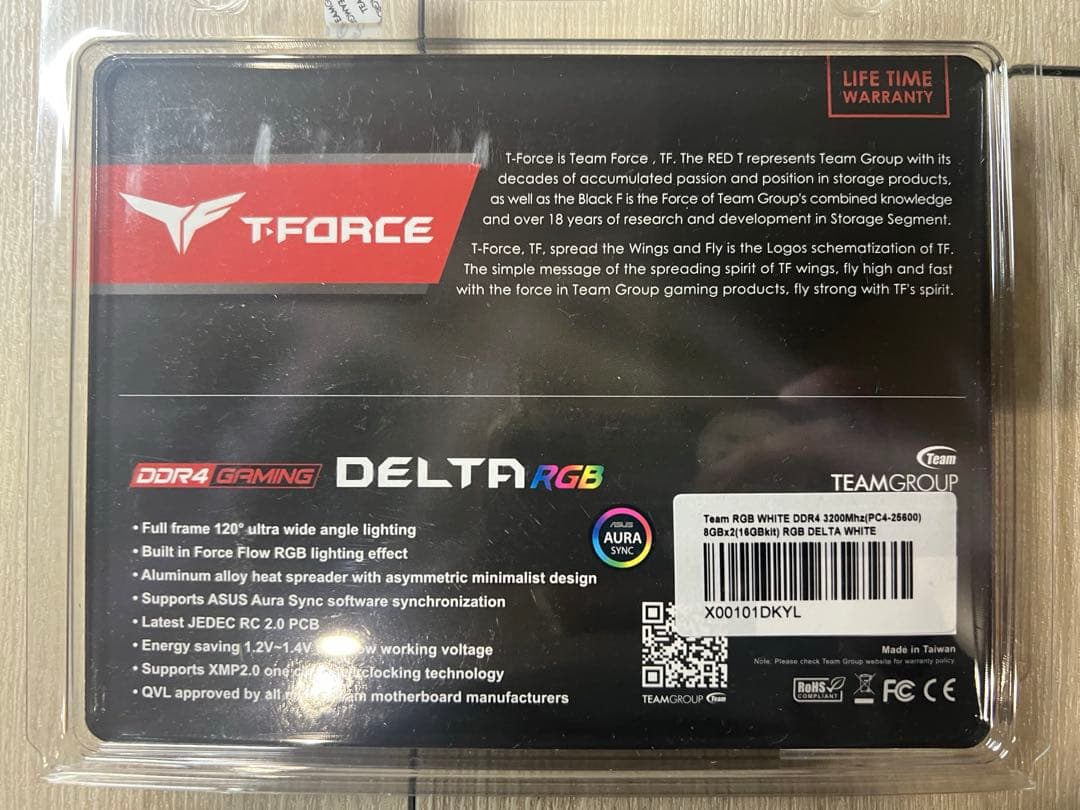 LIFE TIME
WARRANTY
T-Force is Team Force , TF. The RED T represents Team Group with its
decades of accumulated passion and position in storage products,
as well as the Black F is the Force of Team Group's combined knowledge
and over 18 years of research and development in Storage Segment.
T-Force, TF, spread the Wings and Fly is the Logos schematization of TF.
The simple message of the spreading spirit of TF wings, fly high and fast
with the force in Team Group gaming products, fly strong with TF's spirit.
T-FORCE
DDR4 GAMING DELTA RGB
Team
TEAMGROUP
• Full frame 120° ultra wide angle lighting
• Built in Force Flow RGB lighting effect
• Aluminum alloy heat spreader with asymmetric minimalist design
• Supports ASUS Aura Sync software synchronization
• Latest JEDEC RC 2.0 PCB
• Energy saving 1.2V~1.4V working voltage
• Supports XMP2.0 one technology
• QVL approved by all motherboard manufacturers
ASUS
AURA
SYNC
Team RGB WHITE DDR4 3200Mhz(PC4-25600)
8GBx2(16GBkit) RGB DELTA WHITE
X00101DKYL
Made in Taiwan
Note: Please check Team Group website for warranty policy.
TEAMGROUP Team
RoHS
COMPLIANT
FC CE